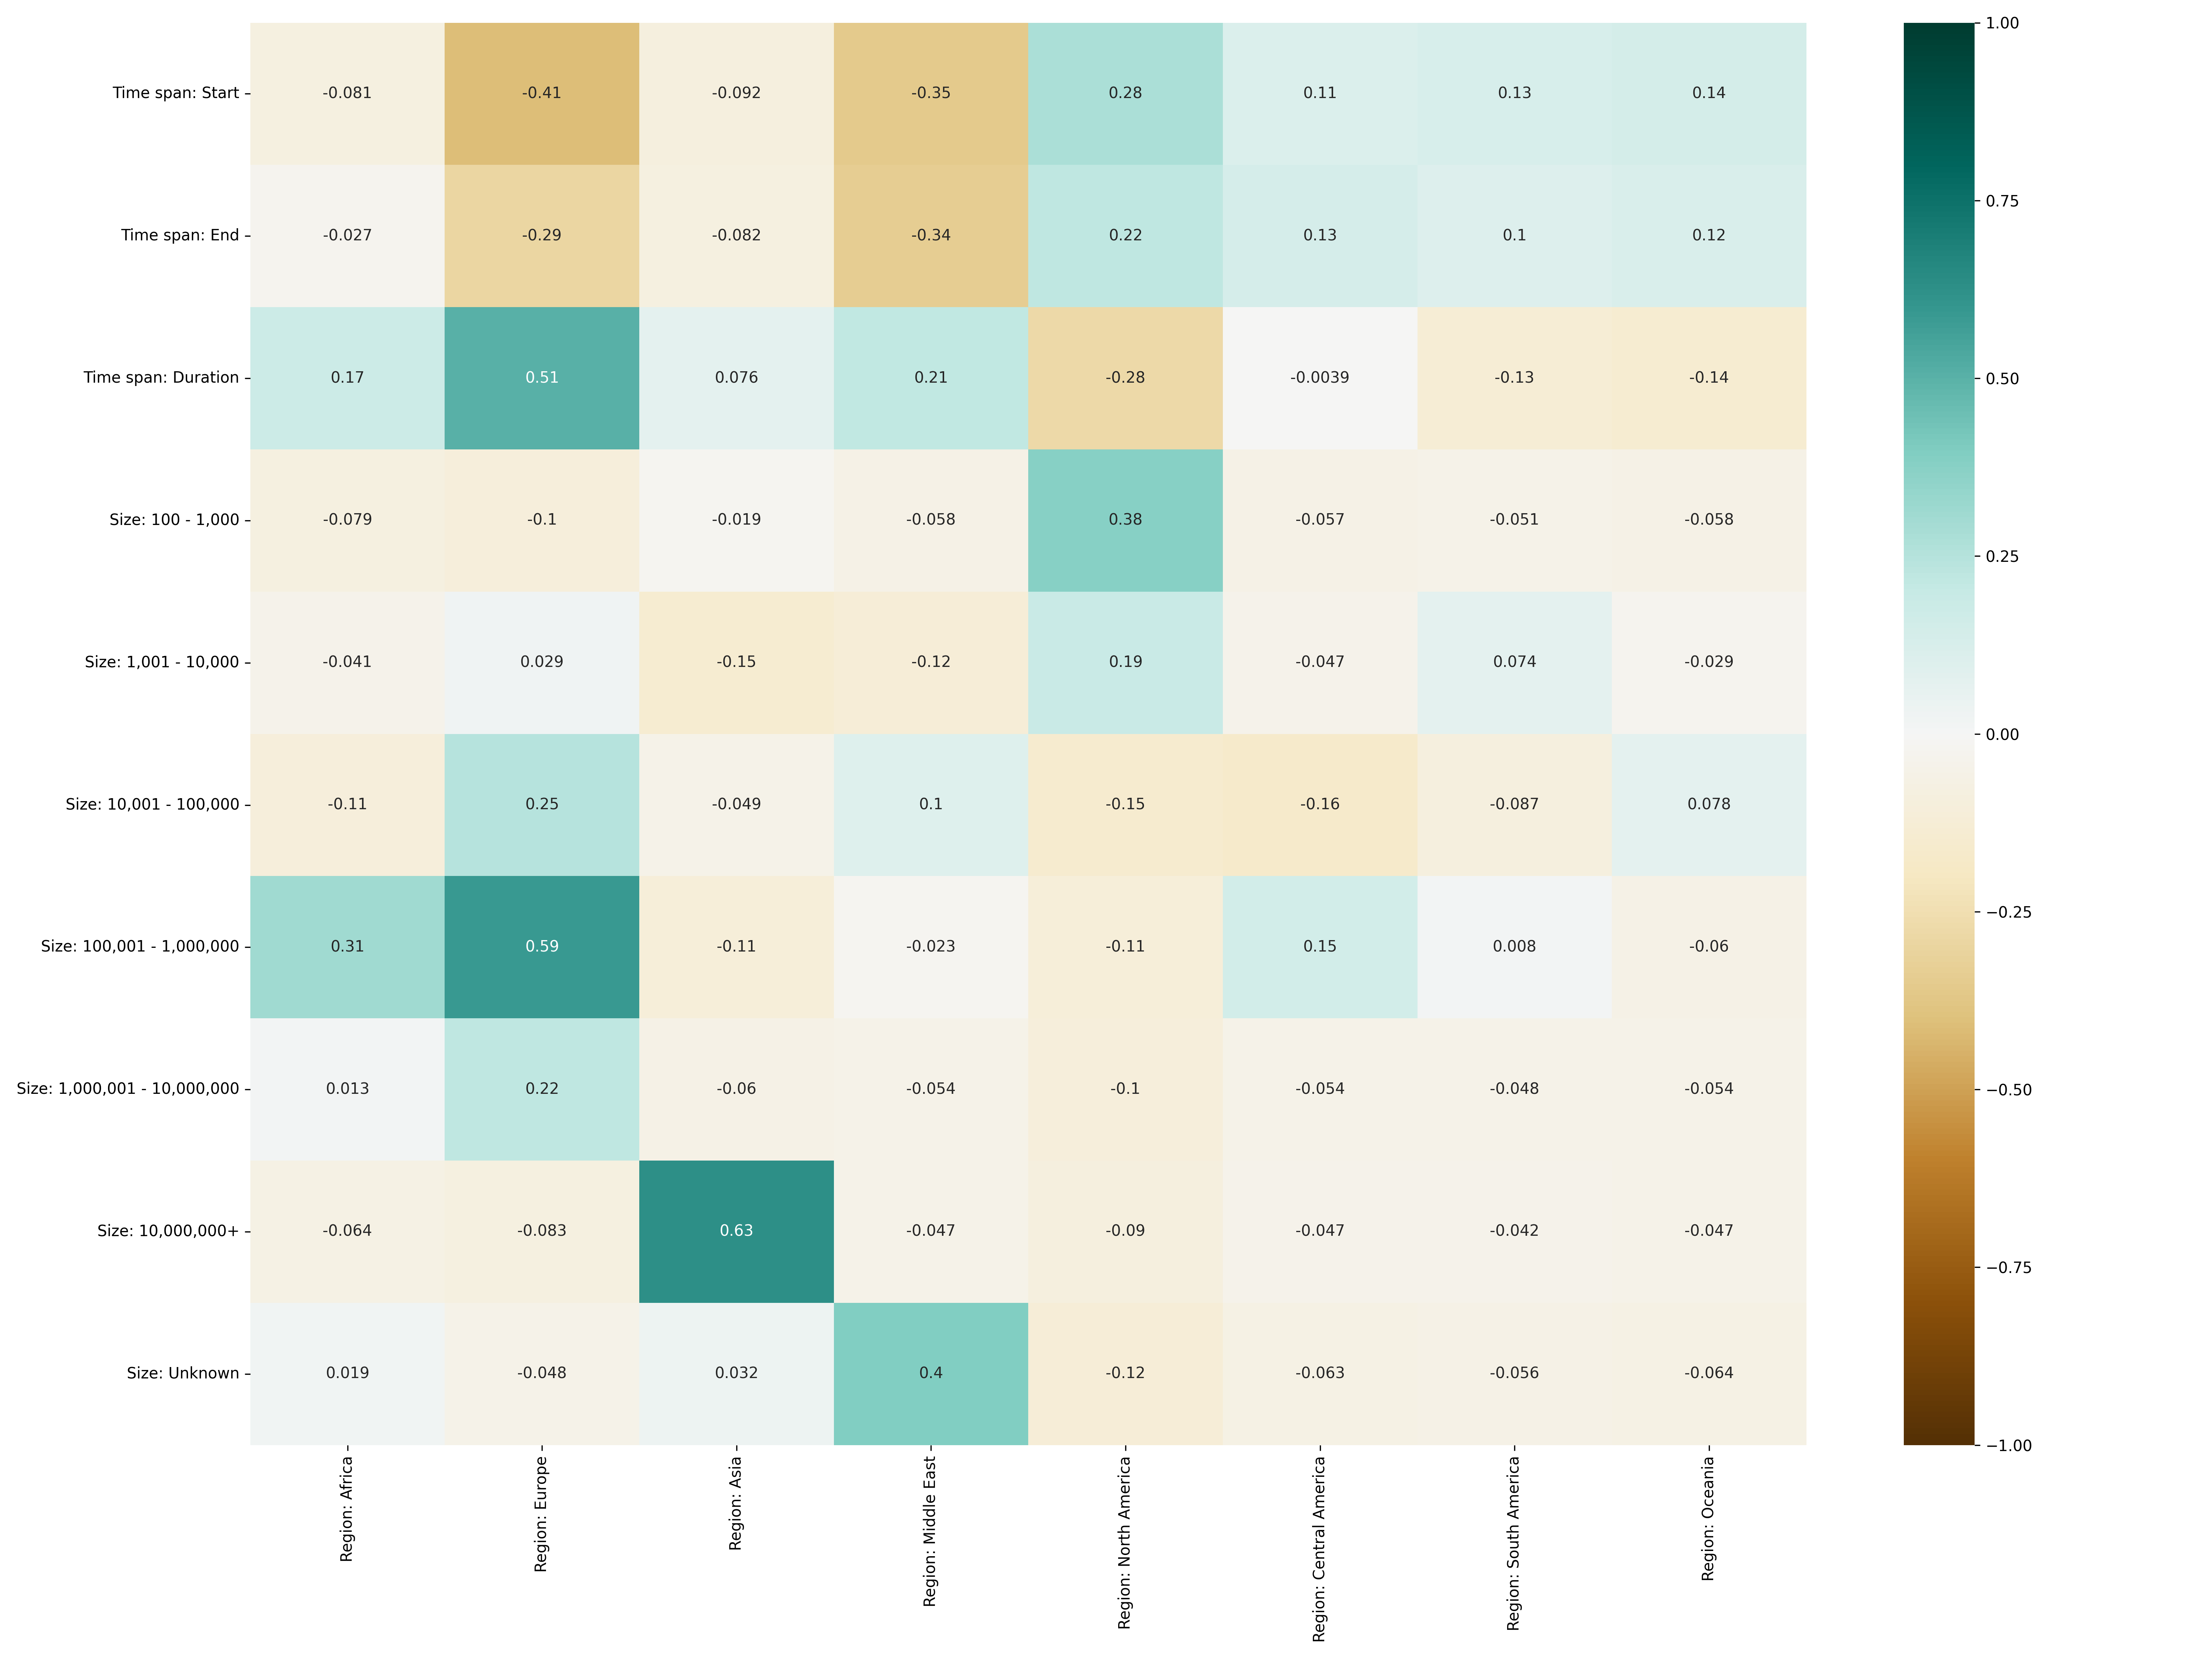 Time span: Start -0.081 -0.41 -0.092 -0.35 0.28 0.11 0.13 0.14
Time span: End -0.027 -0.29 -0.082 -0.34 0.22 0.13 0.1 0.12
Time span: Duration 0.17 0.51 0.076 0.21 -0.28 -0.0039 -0.13 -0.14
Size: 100 - 1,000 -0.079 -0.1 -0.019 -0.058 0.38 -0.057 -0.051 -0.058
Size: 1,001 - 10,000 -0.041 0.029 -0.15 -0.12 0.19 -0.047 0.074 -0.029
Size: 10,001 - 100,000 -0.11 0.25 -0.049 0.1 -0.15 -0.16 -0.087 0.078
Size: 100,001 - 1,000,000 0.31 0.59 -0.11 -0.023 -0.11 0.15 0.008 -0.06
Size: 1,000,001 - 10,000,000 0.013 0.22 -0.06 -0.054 -0.1 -0.054 -0.048 -0.054
Size: 10,000,000+ -0.064 -0.083 0.63 -0.047 -0.09 -0.047 -0.042 -0.047
Size: Unknown 0.019 -0.048 0.032 0.4 -0.12 -0.063 -0.056 -0.064
Region: Africa
Region: Europe
Region: Asia
Region: Middle East
Region: North America
Region: Central America
Region: South America
Region: Oceania
1.00
0.75
0.50
0.25
0.00
−0.25
−0.50
−0.75
−1.00